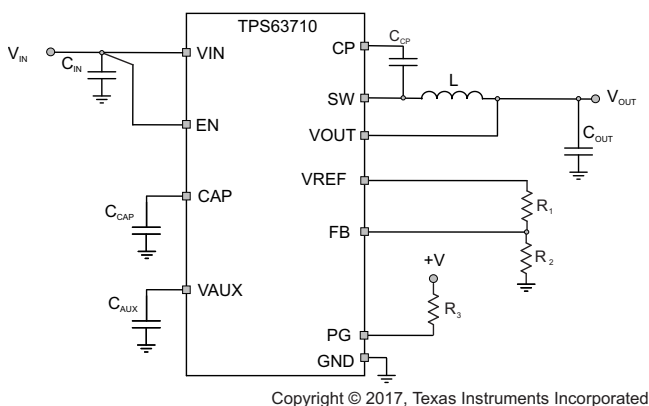 TPS63710
V_IN
C_IN
VIN
EN
CAP
C_CAP
VAUX
C_AUX
CP
C_CP
SW
L
V_OUT
VOUT
C_OUT
VREF
R_1
FB
R_2
+V
R_3
PG
GND
Copyright © 2017, Texas Instruments Incorporated